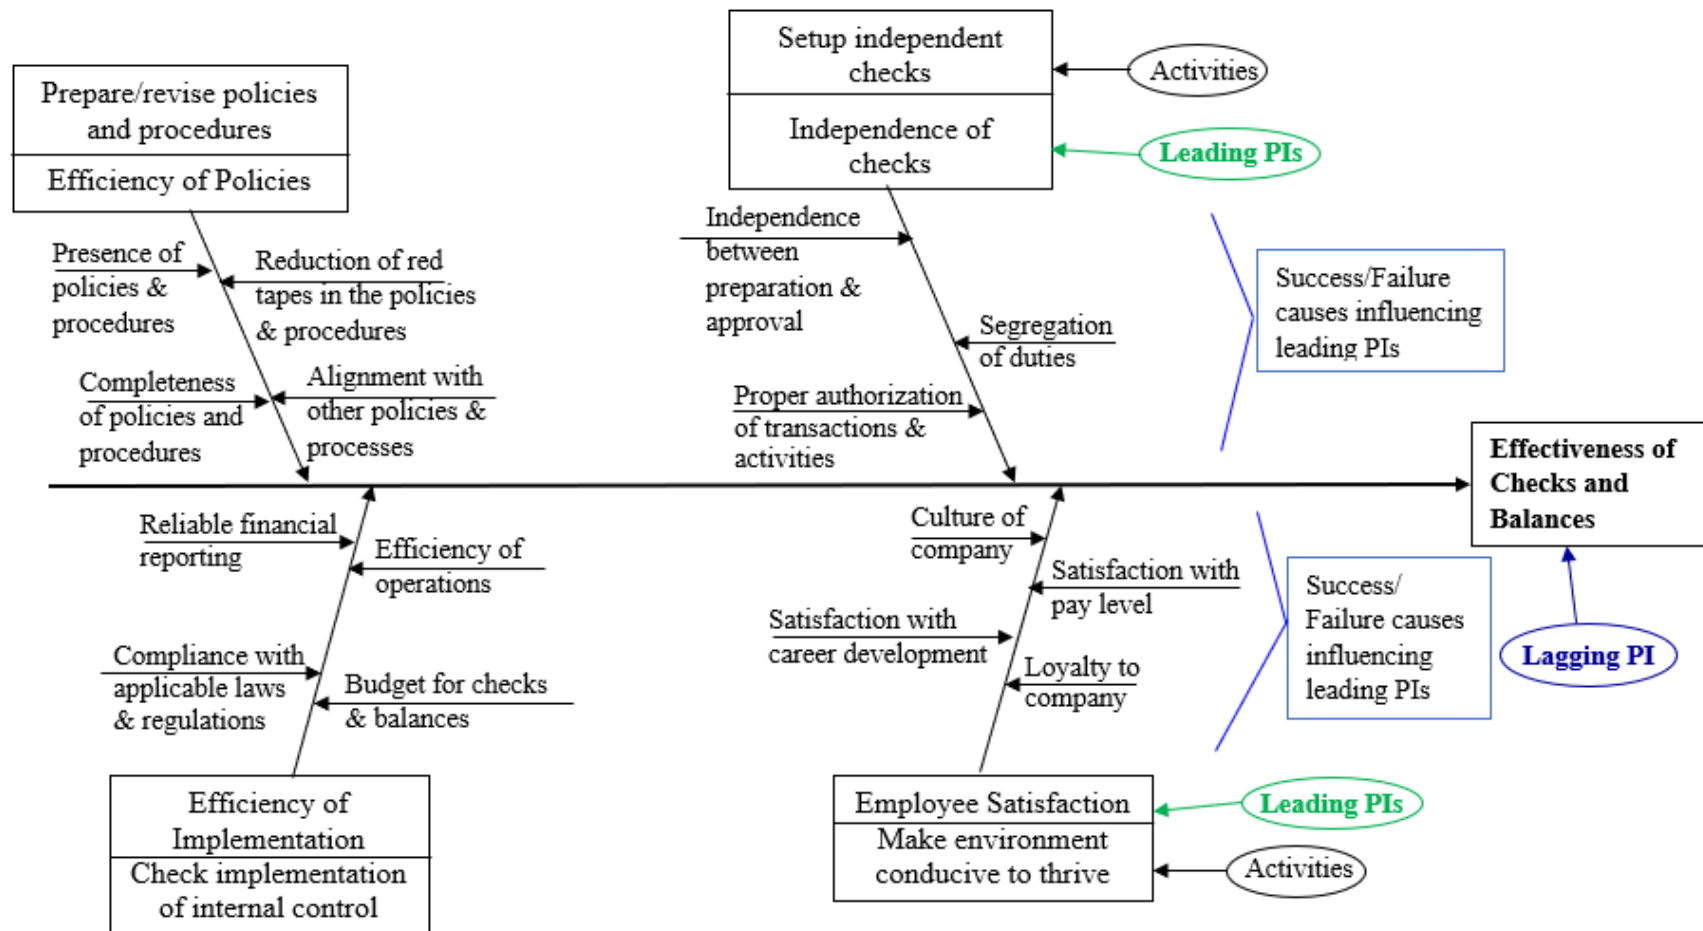 Setup independent
checks
Activities
Prepare/revise policies
and procedures
Independence of
checks
Leading PIs
Efficiency of Policies
Independence
between
preparation &
approval
Presence of
policies &
procedures
Reduction of red
tapes in the policies
& procedures
Success/Failure
causes influencing
leading PIs
Segregation
of duties
Completeness
of policies and
procedures
Alignment with
other policies &
processes
Proper authorization
of transactions &
activities
Effectiveness of
Checks and
Balances
Reliable financial
reporting
Efficiency of
operations
Culture of
company
Satisfaction with
pay level
Success/
Failure causes
influencing
leading PIs
Satisfaction with
career development
Lagging PI
Compliance with
applicable laws
& regulations
Budget for checks
& balances
Loyalty to
company
Efficiency of
Implementation
Check implementation
of internal control
Employee Satisfaction
Make environment
conducive to thrive
Leading PIs
Activities